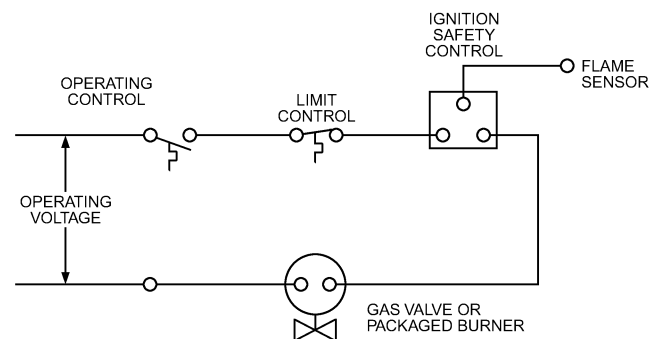 IGNITION
SAFETY
CONTROL
FLAME
SENSOR
OPERATING
CONTROL
LIMIT
CONTROL
OPERATING
VOLTAGE
GAS VALVE OR
PACKAGED BURNER